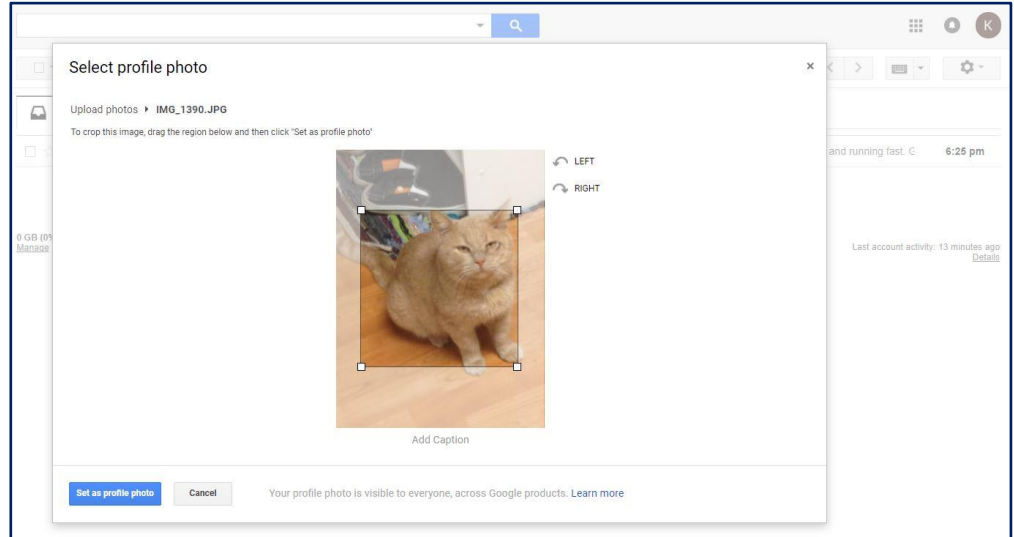 K
Select profile photo
×
Upload photos ▸ IMG_1390.JPG
To crop this image, drag the region below and then click 'Set as profile photo'
LEFT
RIGHT
and running fast. G
6:25 pm
0 GB (0%
Manage
Last account activity: 13 minutes ago
Details
Add Caption
Set as profile photo
Cancel
Your profile photo is visible to everyone, across Google products. Learn more